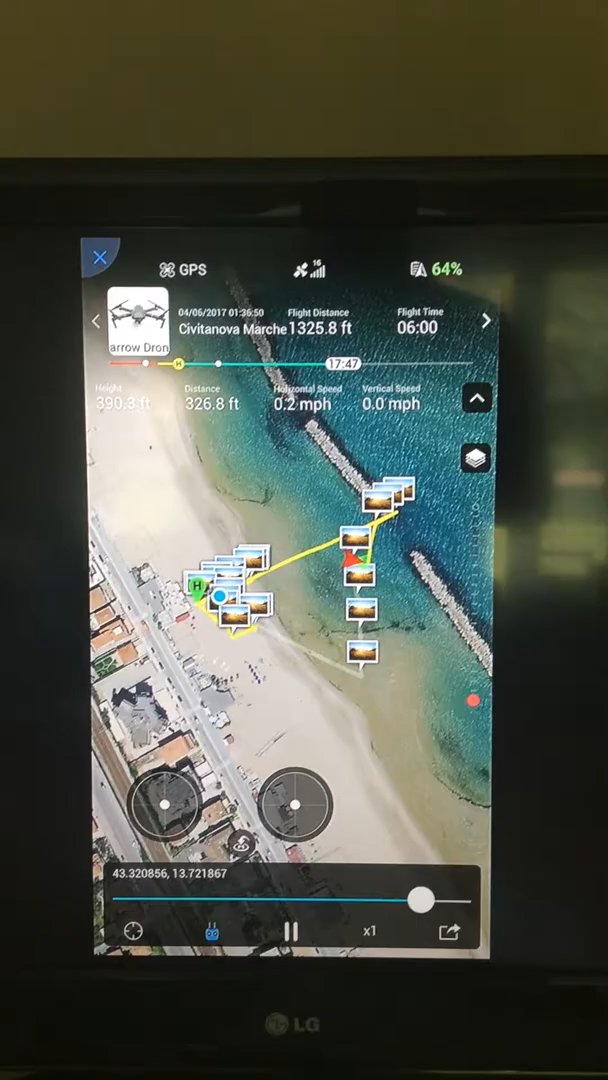 GPS
16
64%
04/06/2017 01:36:50
Flight Distance
Flight Time
Civitanova Marche
1325.8 ft
06:00
arrow Dron
H
17:47
Height
Distance
Horizontal Speed
Vertical Speed
390.3 ft
326.8 ft
0.2 mph
0.0 mph
H
43.320856, 13.721867
x1
LG